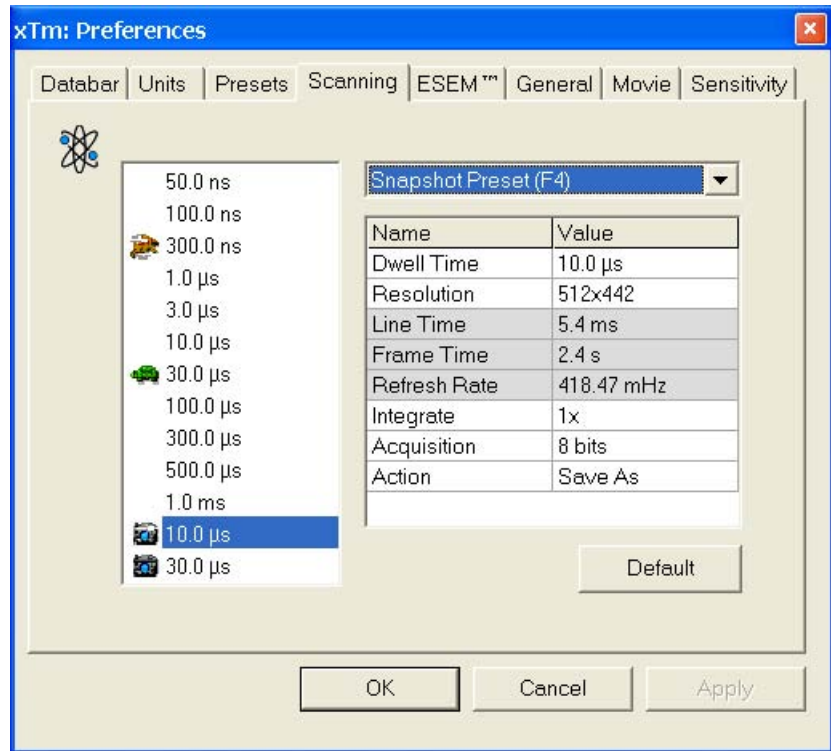 xTm: Preferences
Databar Units Presets Scanning ESEM™ General Movie Sensitivity
50.0 ns
100.0 ns
300.0 ns
1.0 µs
3.0 µs
10.0 µs
30.0 µs
100.0 µs
300.0 µs
500.0 µs
1.0 ms
10.0 µs
30.0 µs
Snapshot Preset (F4)
Name Value
Dwell Time 10.0 µs
Resolution 512x442
Line Time 5.4 ms
Frame Time 2.4 s
Refresh Rate 418.47 mHz
Integrate 1x
Acquisition 8 bits
Action Save As
Default
OK Cancel Apply